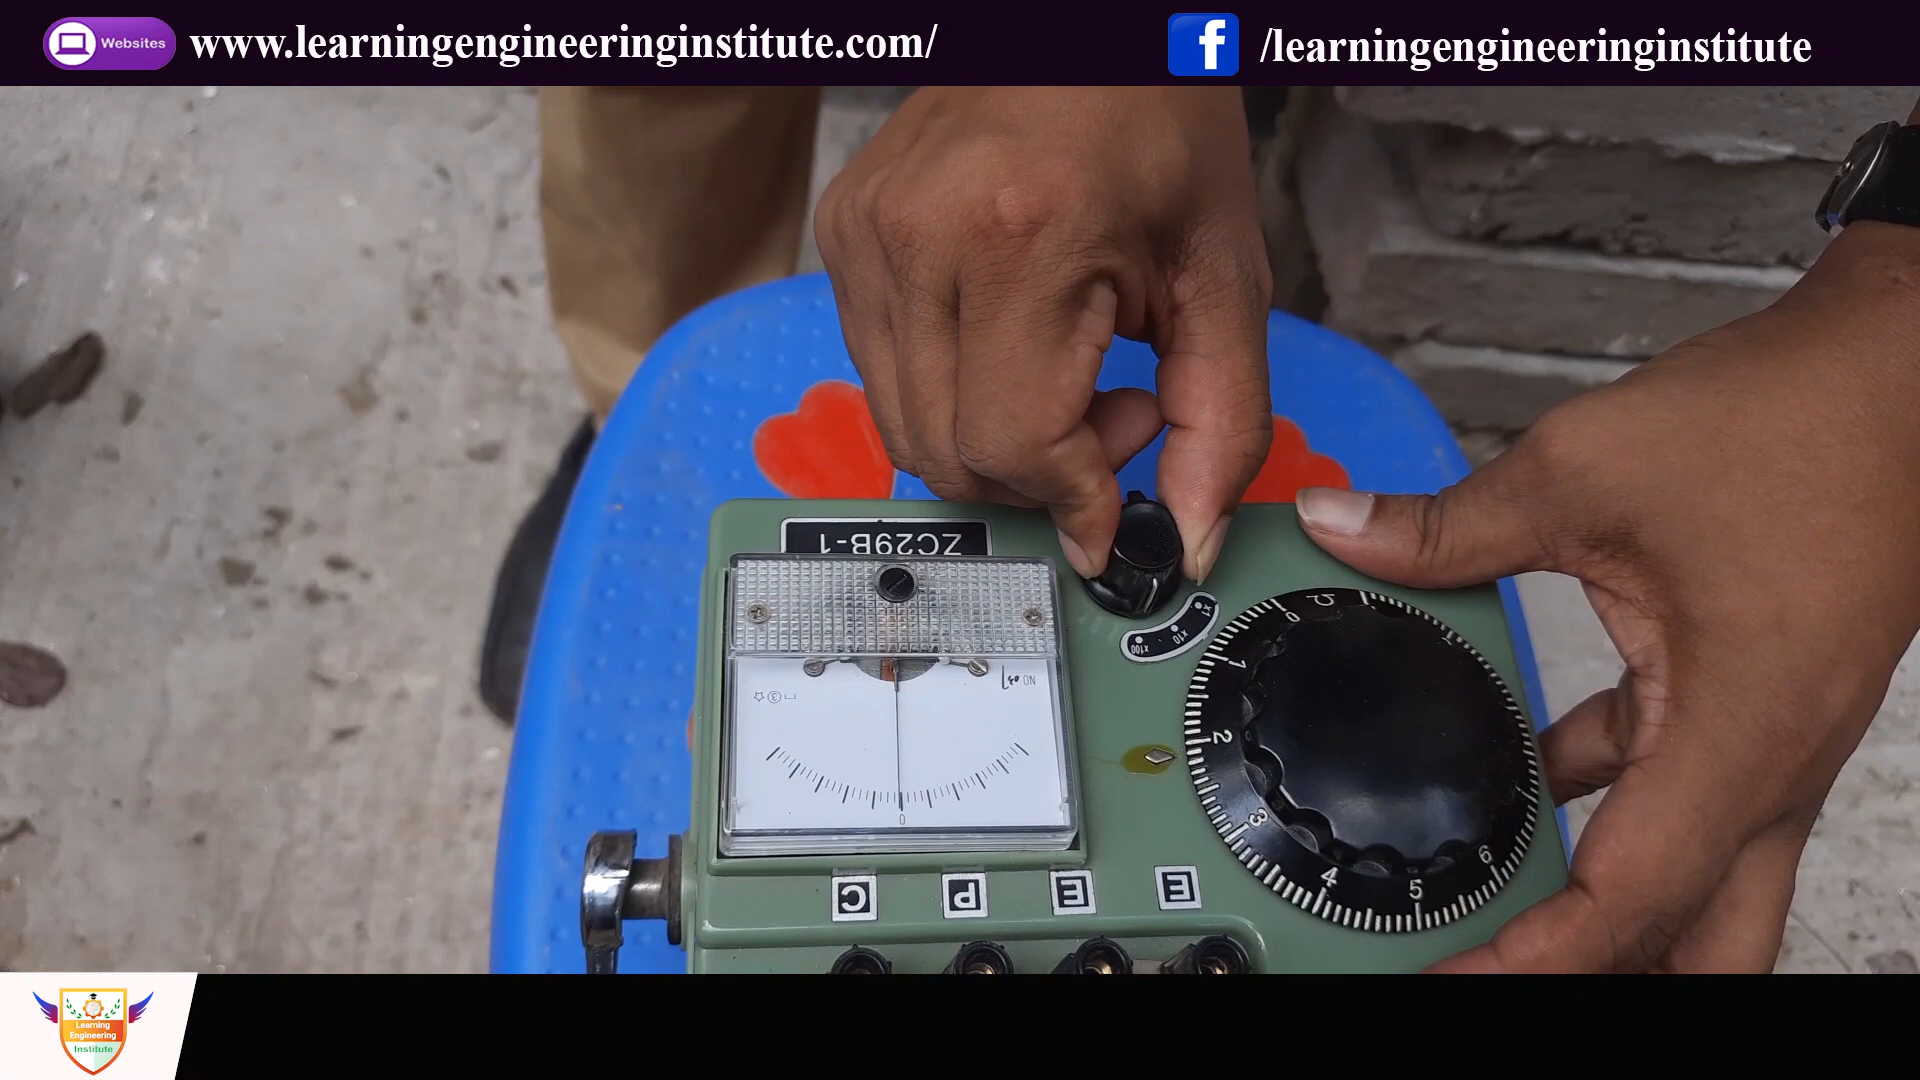 Websites
www.learningengineeringinstitute.com/
f
/learningengineeringinstitute
ZC29B-1
x1
x10
x100
NO
0
Ω
0
1
2
3
4
5
6
C
P
E
E
Learning
Engineering
Institute